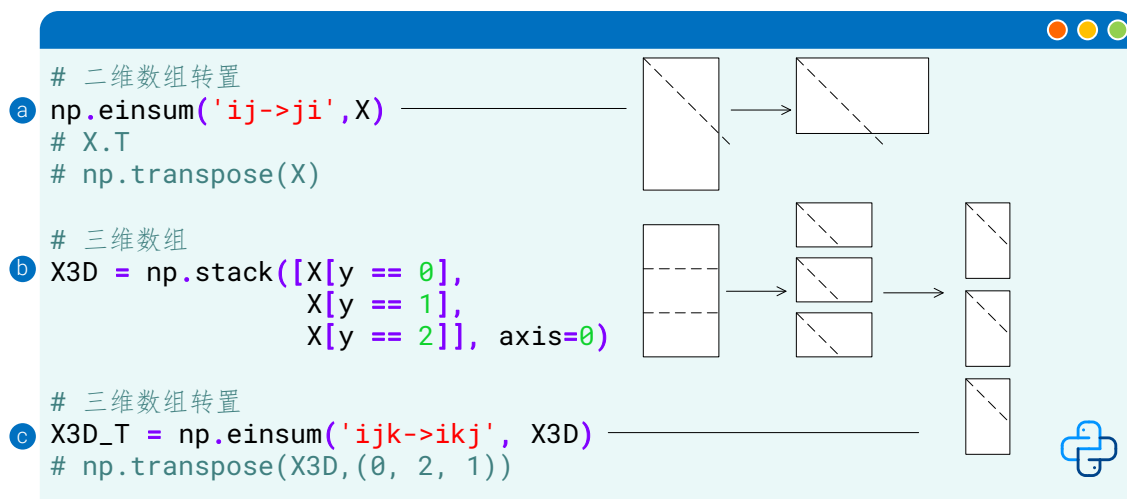 # 二维数组转置
a np.einsum('ij->ji',X)
# X.T
# np.transpose(X)
# 三维数组
b X3D = np.stack([X[y == 0],
X[y == 1],
X[y == 2]], axis=0)
# 三维数组转置
c X3D_T = np.einsum('ijk->ikj', X3D)
# np.transpose(X3D,(0, 2, 1))